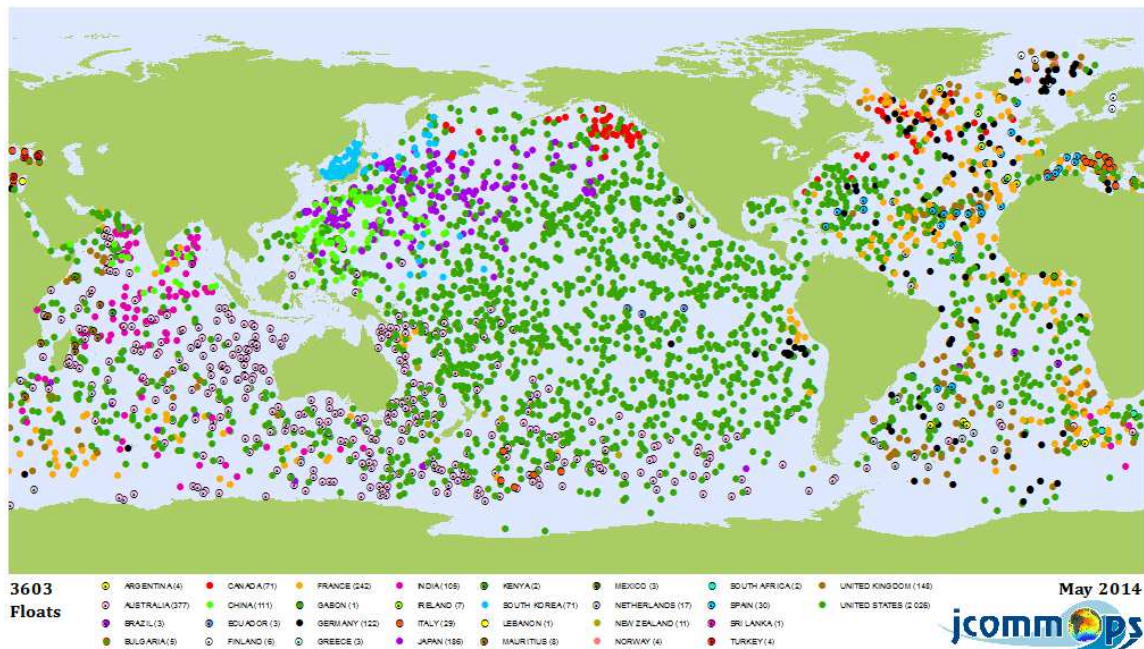 3603
Floats
ARGENTINA (4) CANADA (71) FRANCE (242) INDIA (105) KENYA (2) MEXICO (3) SOUTH AFRICA (2) UNITED KINGDOM (148)
AUSTRALIA (377) CHINA (111) GABON (1) IRELAND (7) SOUTH KOREA (71) NETHERLANDS (17) SPAIN (30) UNITED STATES (2026)
BRAZIL (3) ECUADOR (3) GERMANY (122) ITALY (29) LEBANON (1) NEW ZEALAND (11) SRI LANKA (1)
BULGARIA (5) FINLAND (6) GREECE (3) JAPAN (186) MAURITIUS (8) NORWAY (4) TURKEY (4)
May 2014
jcommops